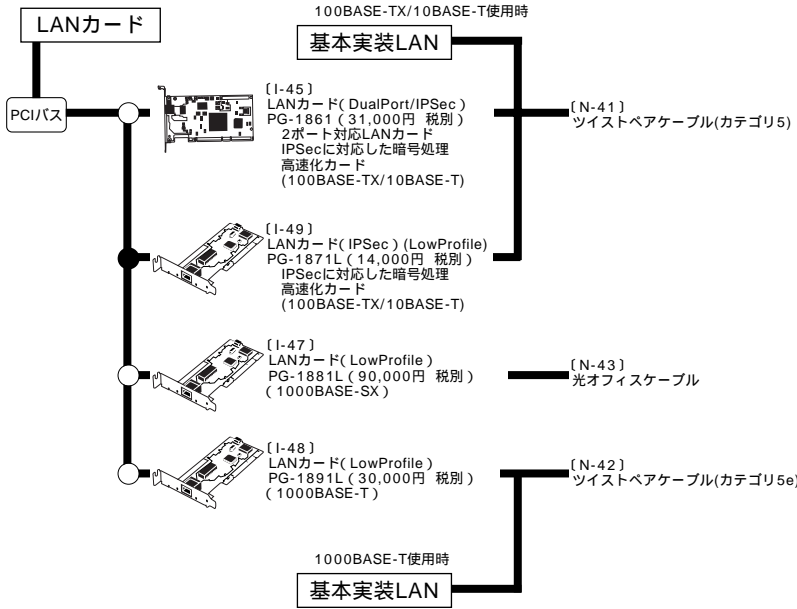 100BASE-TX/10BASE-T使用時
LANカード
基本実装LAN
PCIバス
〔I-45〕
LANカード(DualPort/IPSec)
PG-1861(31,000円 税別)
2ポート対応LANカード
IPSecに対応した暗号処理
高速化カード
(100BASE-TX/10BASE-T)
〔N-41〕
ツイストペアケーブル(カテゴリ5)
〔I-49〕
LANカード(IPSec)(LowProfile)
PG-1871L(14,000円 税別)
IPSecに対応した暗号処理
高速化カード
(100BASE-TX/10BASE-T)
〔I-47〕
LANカード(LowProfile)
PG-1881L(90,000円 税別)
(1000BASE-SX)
〔N-43〕
光オフィスケーブル
〔I-48〕
LANカード(LowProfile)
PG-1891L(30,000円 税別)
(1000BASE-T)
〔N-42〕
ツイストペアケーブル(カテゴリ5e)
1000BASE-T使用時
基本実装LAN